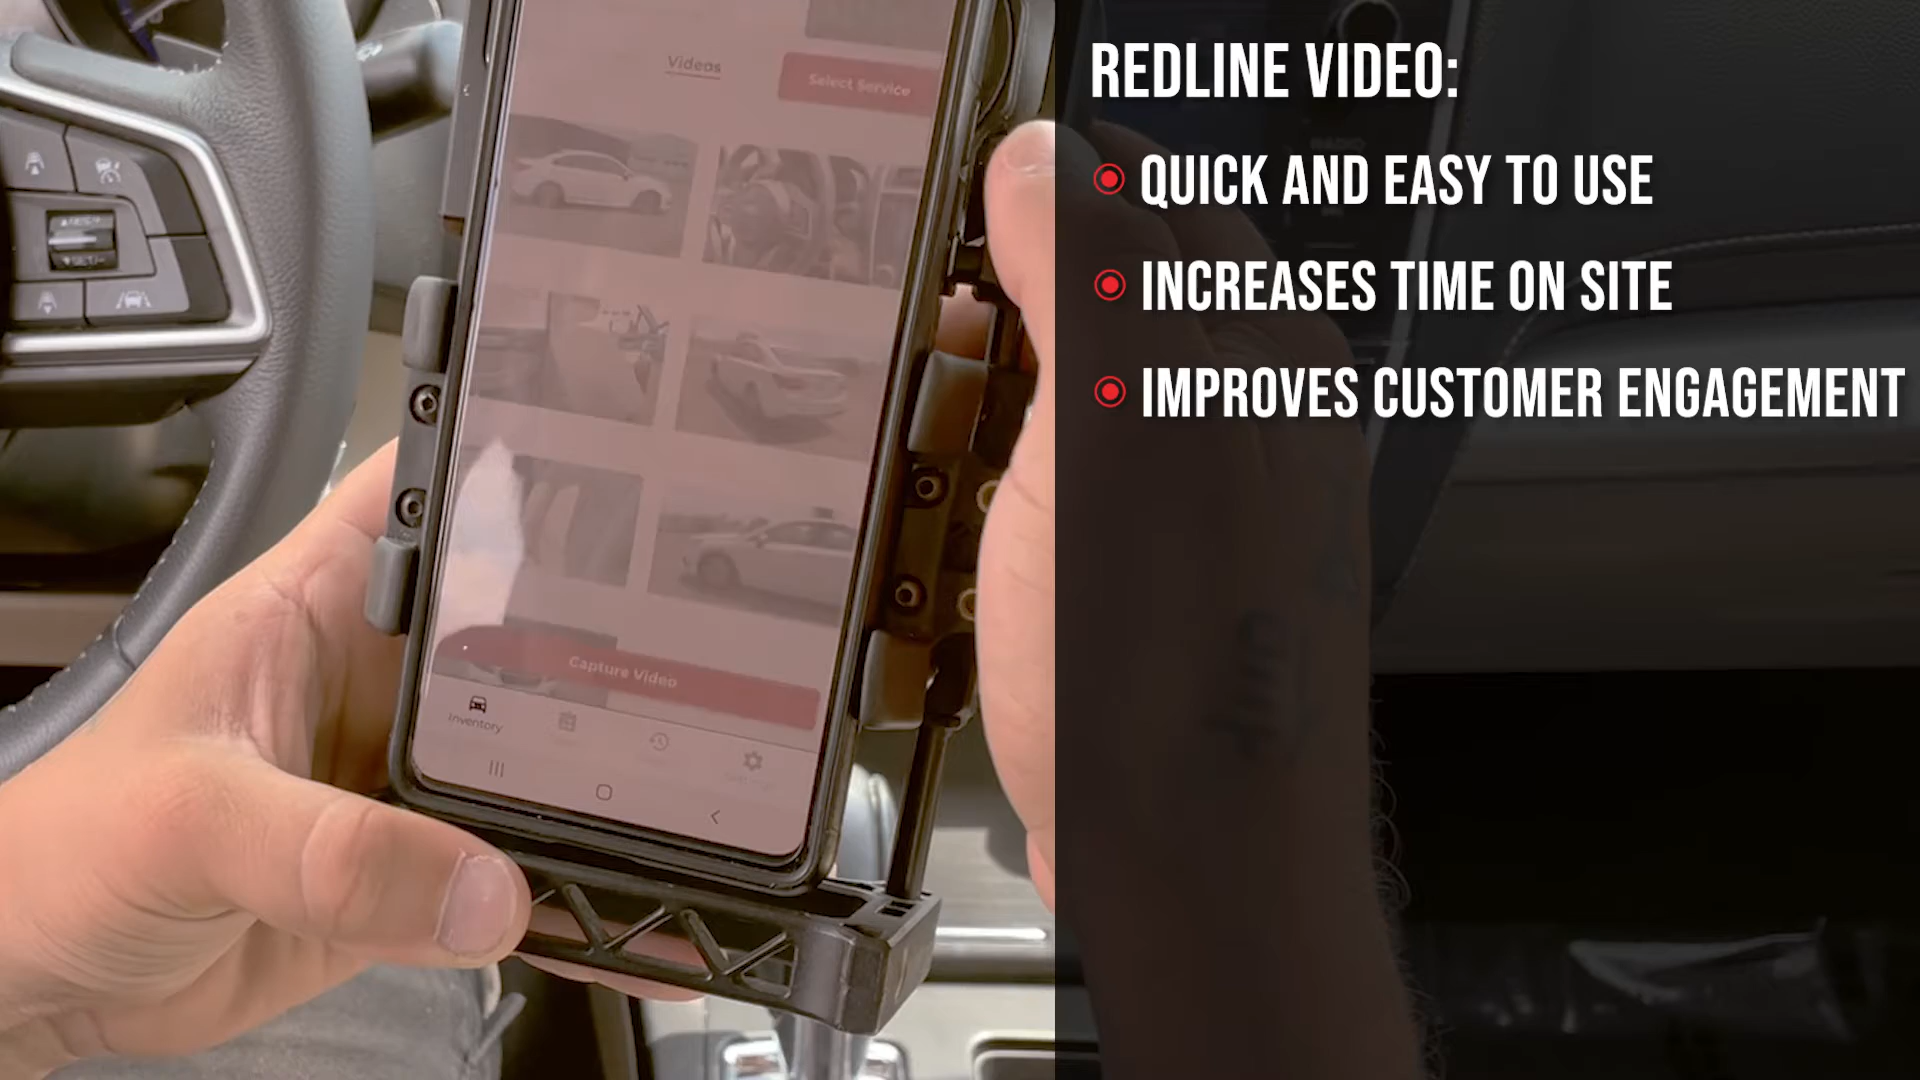 Videos
Select Service
Capture Video
Inventory
REDLINE VIDEO:
QUICK AND EASY TO USE
INCREASES TIME ON SITE
IMPROVES CUSTOMER ENGAGEMENT